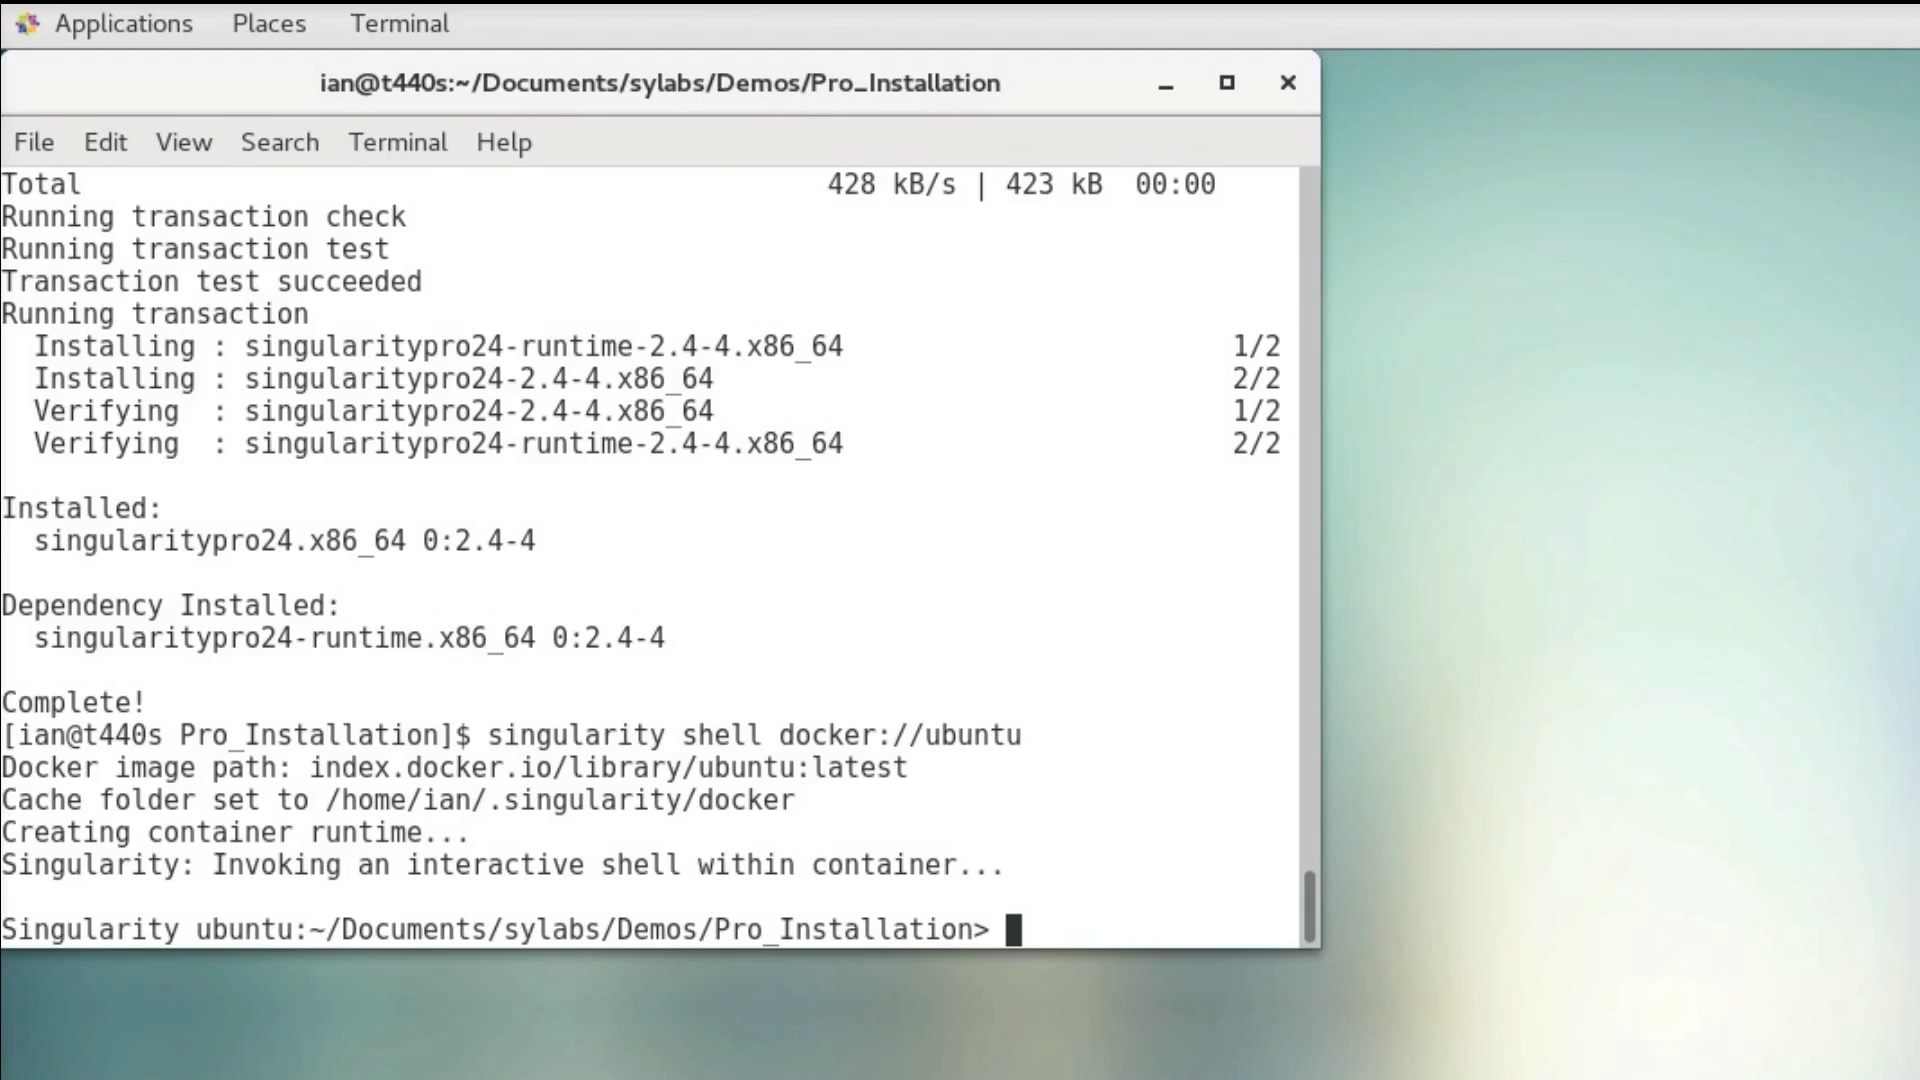 Applications Places Terminal
ian@t440s:~/Documents/sylabs/Demos/Pro_Installation
File Edit View Search Terminal Help
Total 428 kB/s | 423 kB 00:00
Running transaction check
Running transaction test
Transaction test succeeded
Running transaction
Installing : singularitypro24-runtime-2.4-4.x86_64 1/2
Installing : singularitypro24-2.4-4.x86_64 2/2
Verifying : singularitypro24-2.4-4.x86_64 1/2
Verifying : singularitypro24-runtime-2.4-4.x86_64 2/2
Installed:
singularitypro24.x86_64 0:2.4-4
Dependency Installed:
singularitypro24-runtime.x86_64 0:2.4-4
Complete!
[ian@t440s Pro_Installation]$ singularity shell docker://ubuntu
Docker image path: index.docker.io/library/ubuntu:latest
Cache folder set to /home/ian/.singularity/docker
Creating container runtime...
Singularity: Invoking an interactive shell within container...
Singularity ubuntu:~/Documents/sylabs/Demos/Pro_Installation>